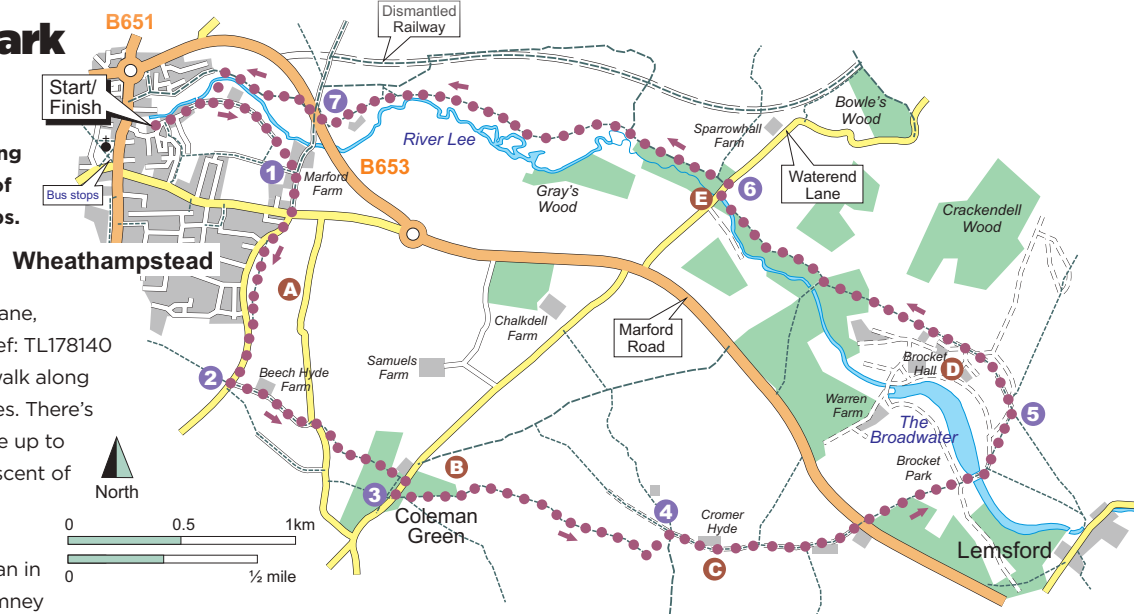 ark
ng
of
os.
ane,
ef: TL178140
walk along
es. There's
e up to
scent of
an in
mney
B651
Dismantled
Railway
Start/
Finish
7
River Lee
B653
Bus stops
1
Marford
Farm
Wheathampstead
Gray's
Wood
Sparrowhall
Farm
Bowle's
Wood
Waterend
Lane
E
6
Crackendell
Wood
A
Chalkdell
Farm
Marford
Road
Samuels
Farm
2
Beech Hyde
Farm
Brocket
Hall
D
Warren
Farm
The
Broadwater
5
Brocket
Park
North
B
3
Coleman
Green
4
Cromer
Hyde
C
Lemsford
0 0.5 1km
0 ½ mile